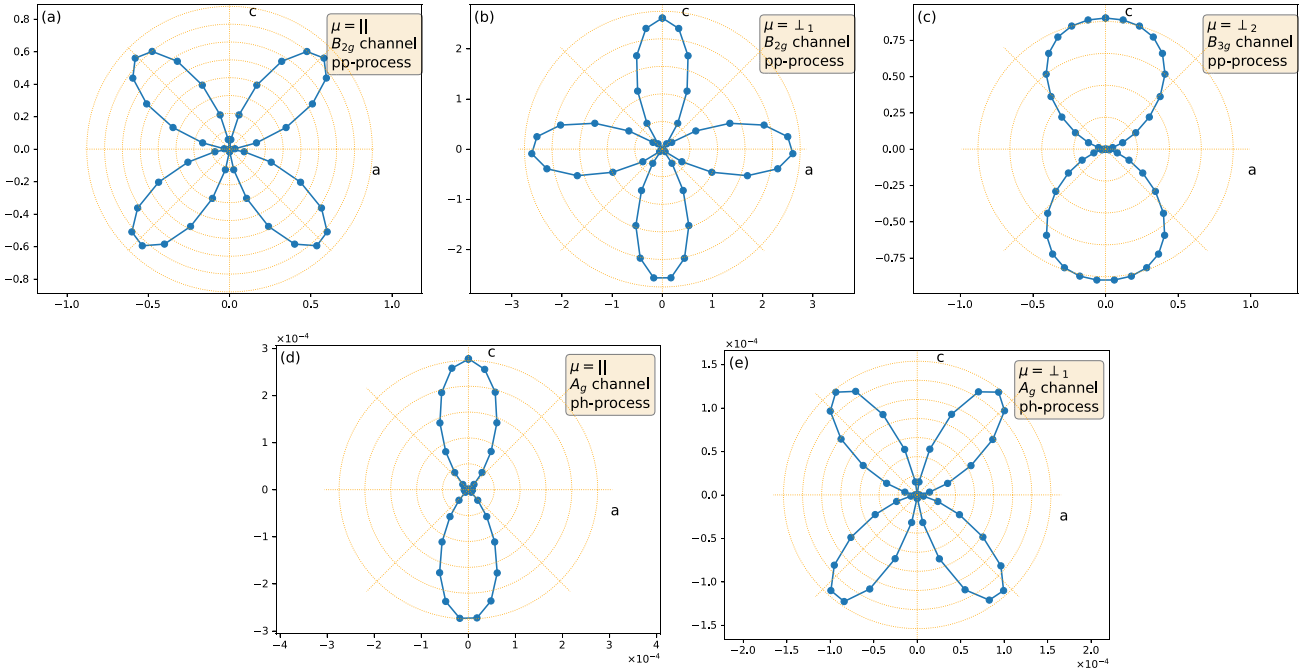 (a)
c
μ = ||
B2g channel
pp-process
a
0.8
0.6
0.4
0.2
0.0
−0.2
−0.4
−0.6
−0.8
−1.0
−0.5
0.0
0.5
1.0
(b)
c
μ = ⊥1
B2g channel
pp-process
a
2
1
0
−1
−2
−3
−2
−1
0
1
2
3
(c)
c
μ = ⊥2
B3g channel
pp-process
a
0.75
0.50
0.25
0.00
−0.25
−0.50
−0.75
−1.0
−0.5
0.0
0.5
1.0
×10−4
(d)
c
μ = ||
Ag channel
ph-process
a
3
2
1
0
−1
−2
−3
−4
−3
−2
−1
0
1
2
3
4
×10−4
×10−4
(e)
c
μ = ⊥1
Ag channel
ph-process
a
1.5
1.0
0.5
0.0
−0.5
−1.0
−1.5
−2.0
−1.5
−1.0
−0.5
0.0
0.5
1.0
1.5
2.0
×10−4